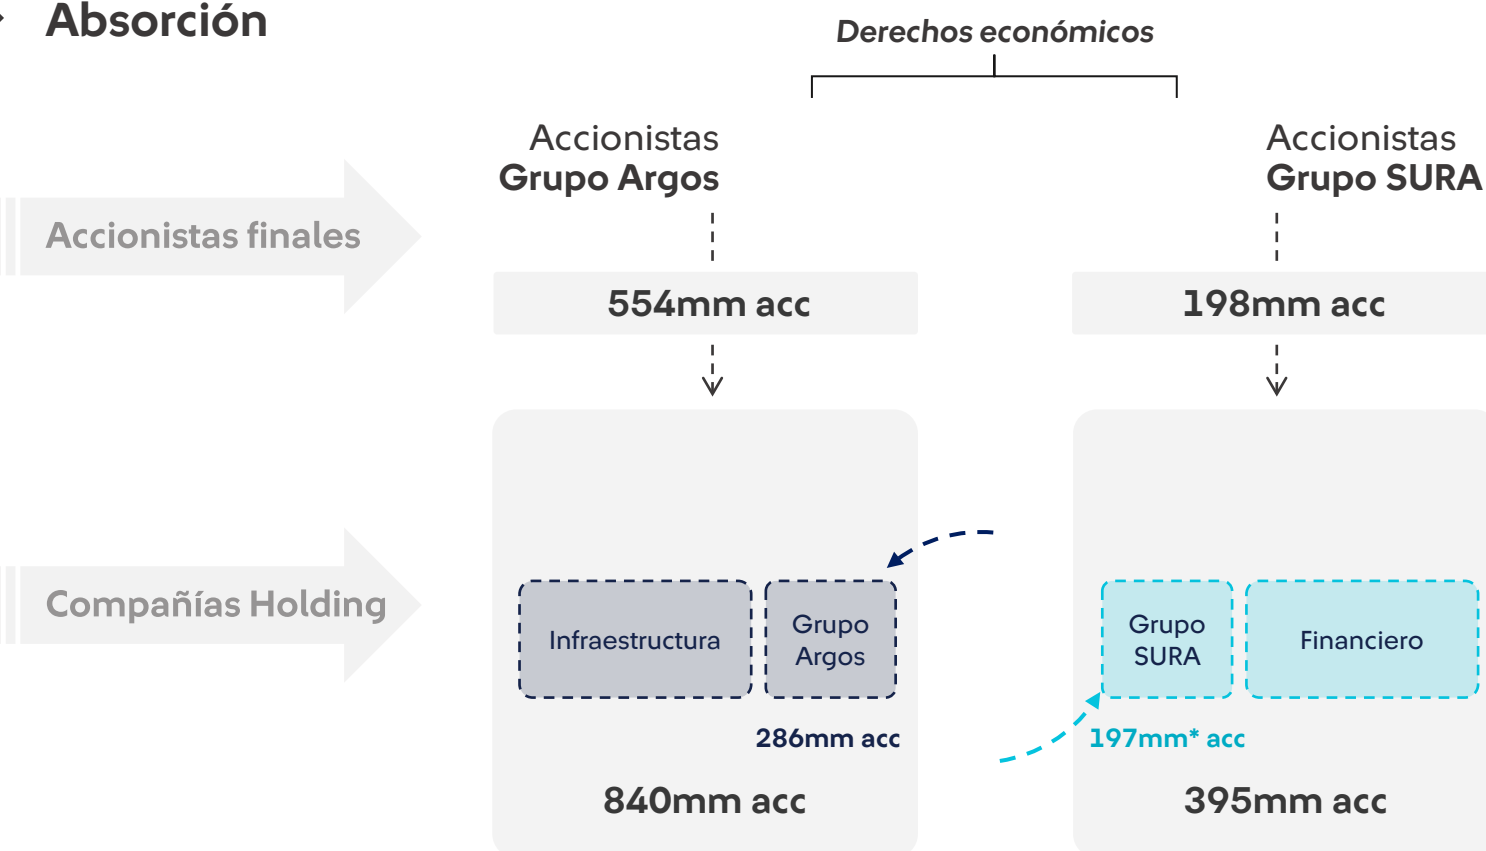 Absorción
Derechos económicos
Accionistas
Grupo Argos
Accionistas
Grupo SURA
Accionistas finales
554mm acc
198mm acc
Compañías Holding
Infraestructura
Grupo
Argos
Grupo
SURA
Financiero
286mm acc
197mm* acc
840mm acc
395mm acc